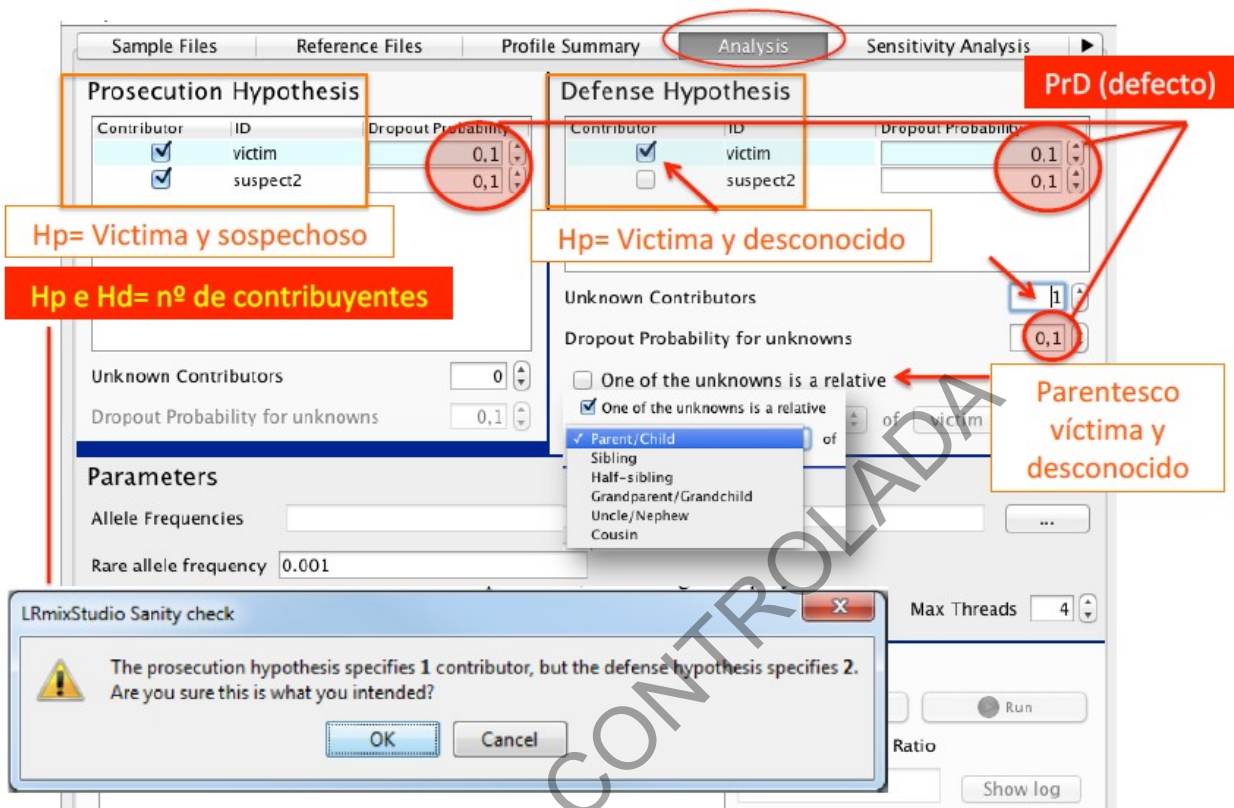 Sample Files
Reference Files
Profile Summary
Analysis
Sensitivity Analysis
Prosecution Hypothesis
Contributor ID Dropout Probability
victim 0,1
suspect2 0,1
Hp= Victima y sospechoso
Hp e Hd= nº de contribuyentes
Unknown Contributors 0
Dropout Probability for unknowns 0,1
Defense Hypothesis
PrD (defecto)
Contributor ID Dropout Probability
victim 0,1
suspect2 0,1
Hp= Victima y desconocido
Unknown Contributors 1
Dropout Probability for unknowns 0,1
One of the unknowns is a relative
One of the unknowns is a relative
of victim
Parent/Child of
Sibling
Half-sibling
Grandparent/Grandchild
Uncle/Nephew
Cousin
Parentesco
víctima y
desconocido
Parameters
Allele Frequencies ...
Rare allele frequency 0.001
Max Threads 4
LRmixStudio Sanity check
The prosecution hypothesis specifies 1 contributor, but the defense hypothesis specifies 2.
Are you sure this is what you intended?
OK Cancel
Run
Ratio
Show log
CONTROLADA